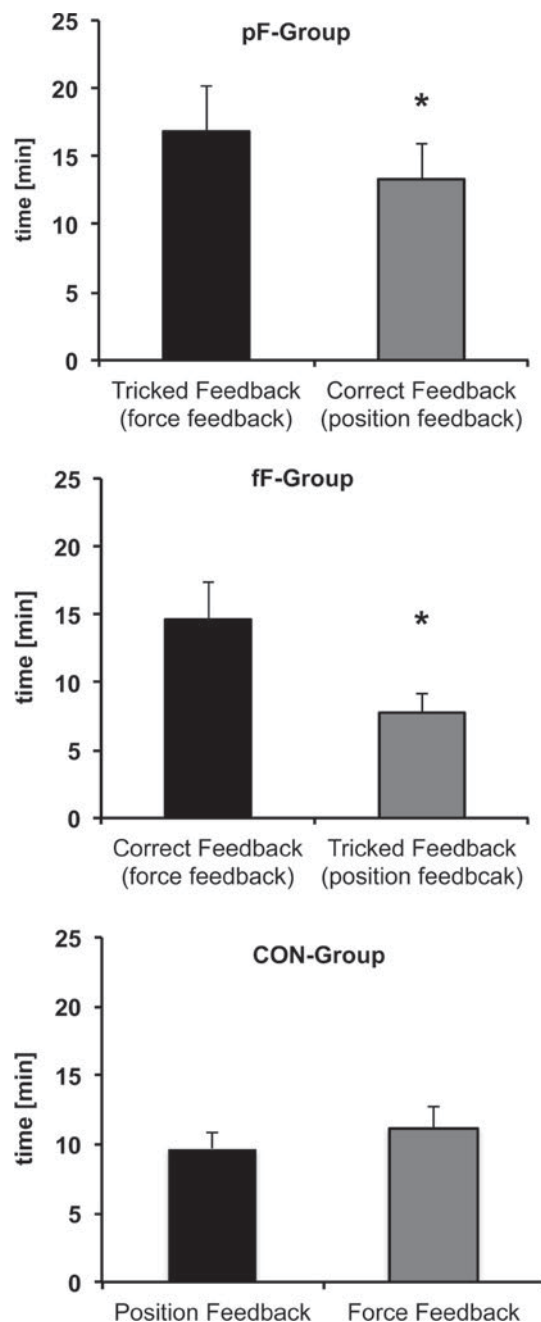 pF-Group
25
20
15
10
5
0
time [min]
*
Tricked Feedback
(force feedback)
Correct Feedback
(position feedback)
fF-Group
25
20
15
10
5
0
time [min]
*
Correct Feedback
(force feedback)
Tricked Feedback
(position feedbcak)
CON-Group
25
20
15
10
5
0
time [min]
Position Feedback
Force Feedback